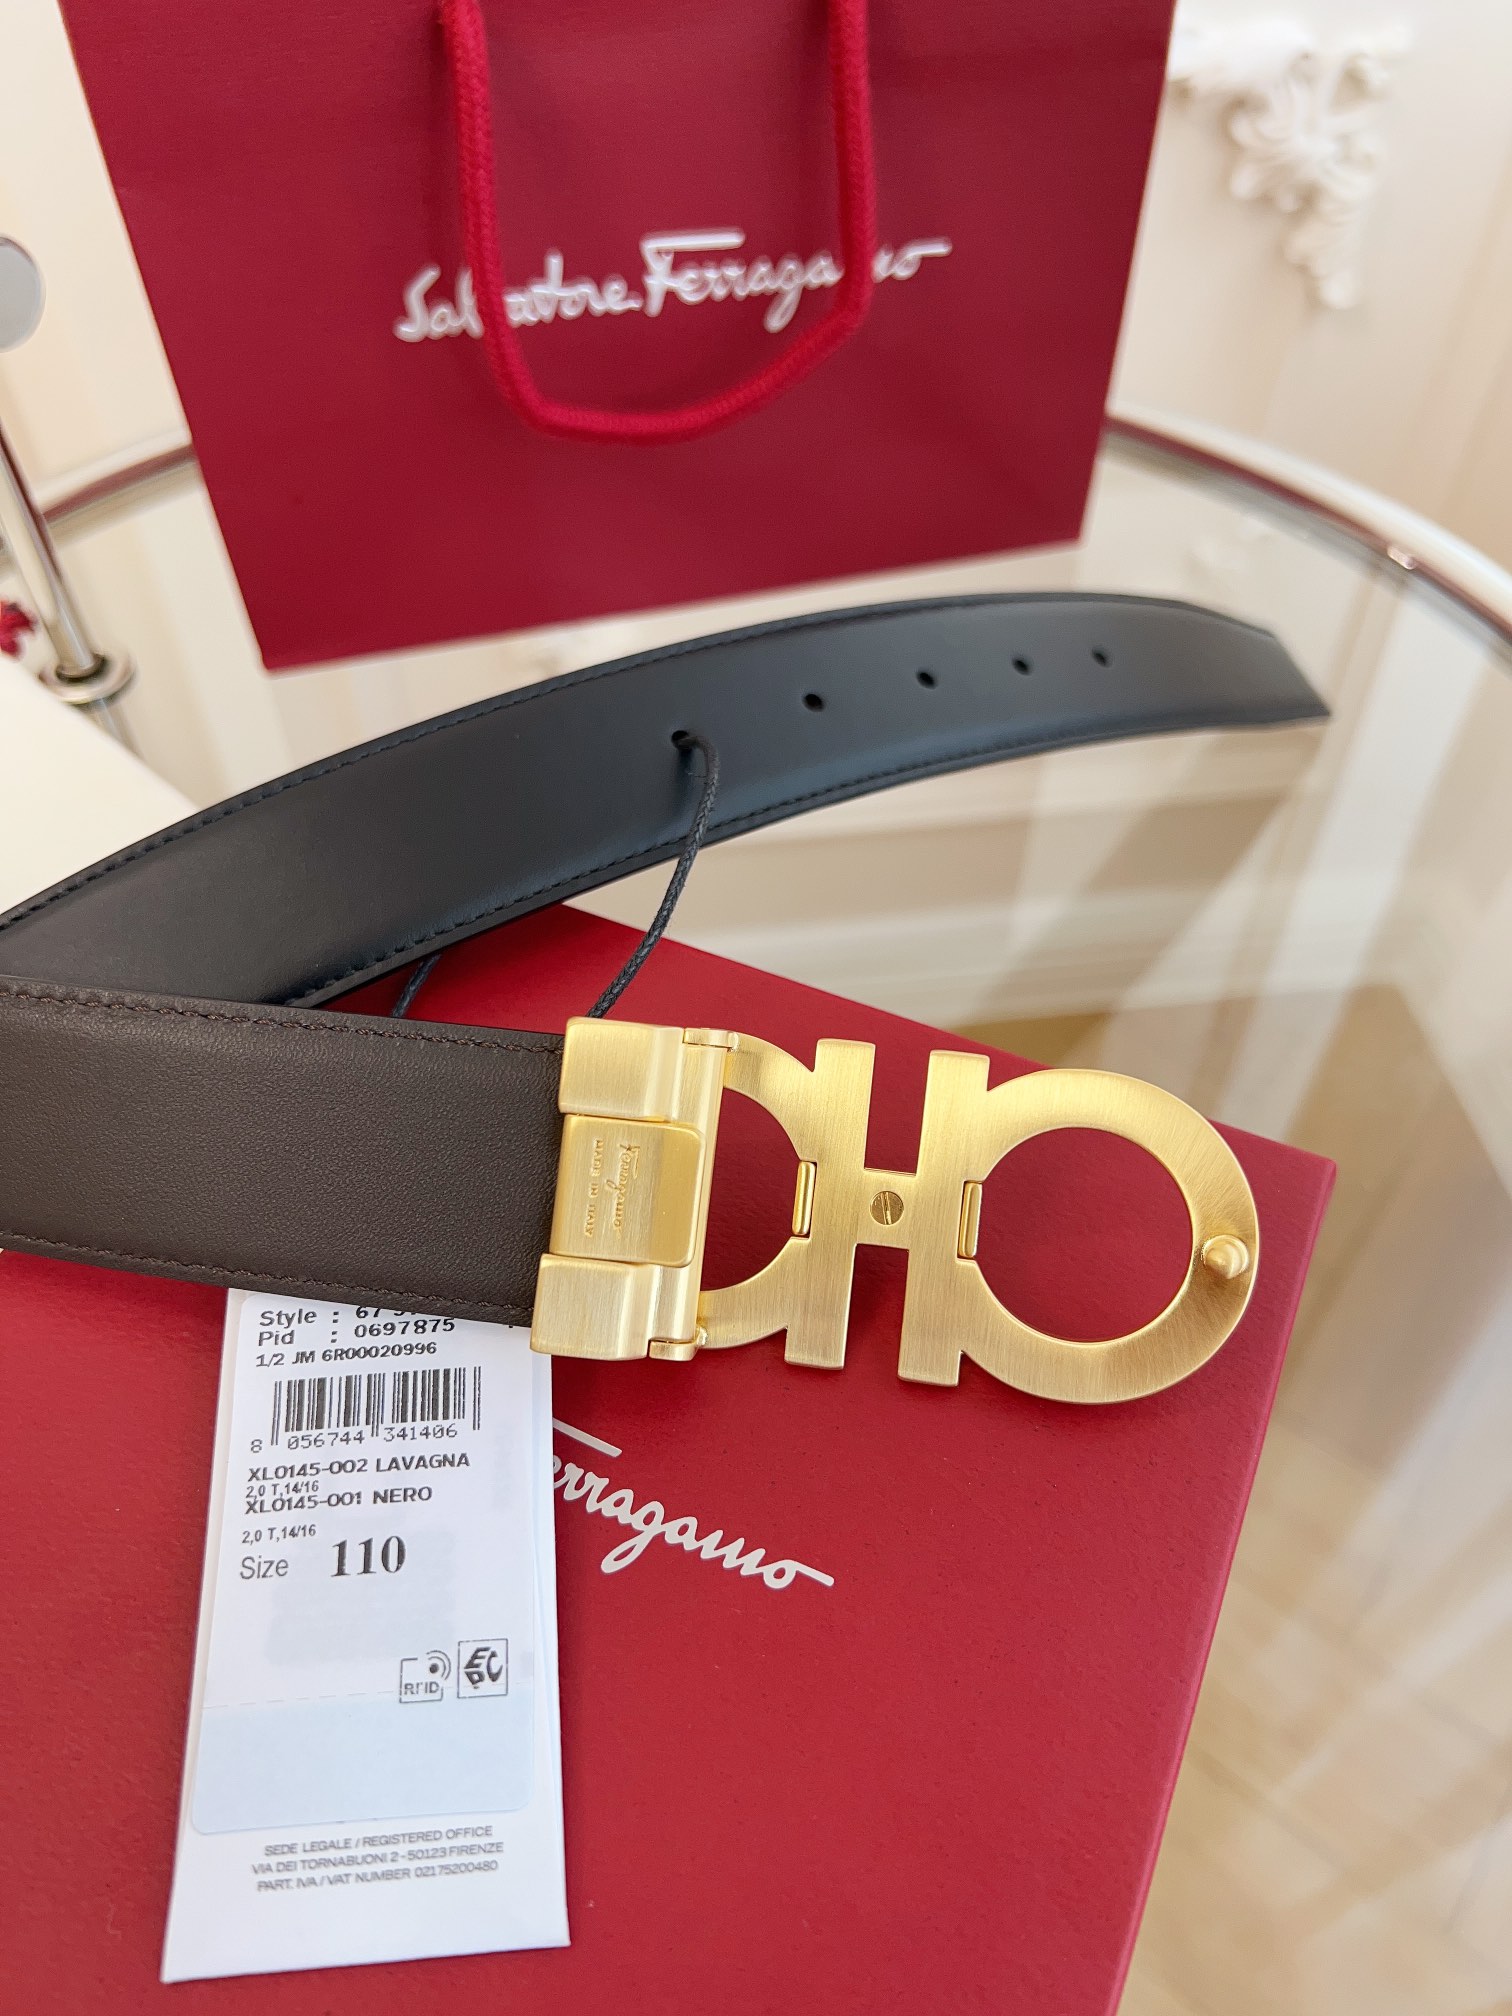 Salvatore Ferragamo
Ferragamo
MADE IN ITALY
Style :
Pid : 0697875
1/2 JM 6R00020996
8 056744 341406
XL0145-002 LAVAGNA
2,0 T,14/16
XL0145-001 NERO
2,0 T,14/16
Size 110
RFID
EPC
Ferragamo
SEDE LEGALE / REGISTERED OFFICE
VIA DEI TORNABUONI 2 - 50123 FIRENZE
PART. IVA / VAT NUMBER 02175200480